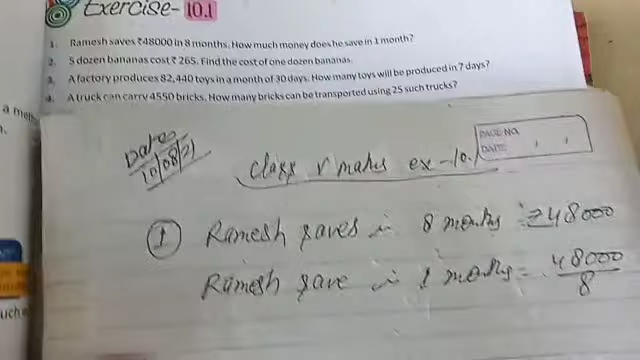 Exercise- 10.1
1. Ramesh saves ₹48000 in 8 months. How much money does he save in 1 month?
2. 5 dozen bananas cost ₹ 265. Find the cost of one dozen bananas.
3. A factory produces 82,440 toys in a month of 30 days. How many toys will be produced in 7 days?
4. A truck can carry 4550 bricks. How many bricks can be transported using 25 such trucks?
PAGE NO.
DATE:
Date
10/08/21
Class V maths ex-10.1
1 Ramesh saves in 8 months = ₹48000
Ramesh save in 1 months = 48000
8